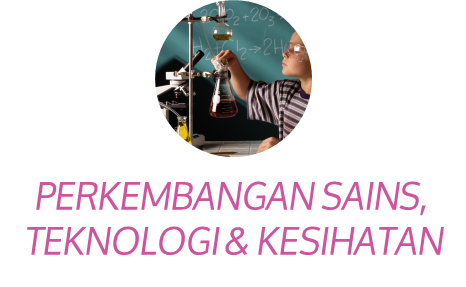 PERKEMBANGAN SAINS,
TEKNOLOGI & KESIHATAN